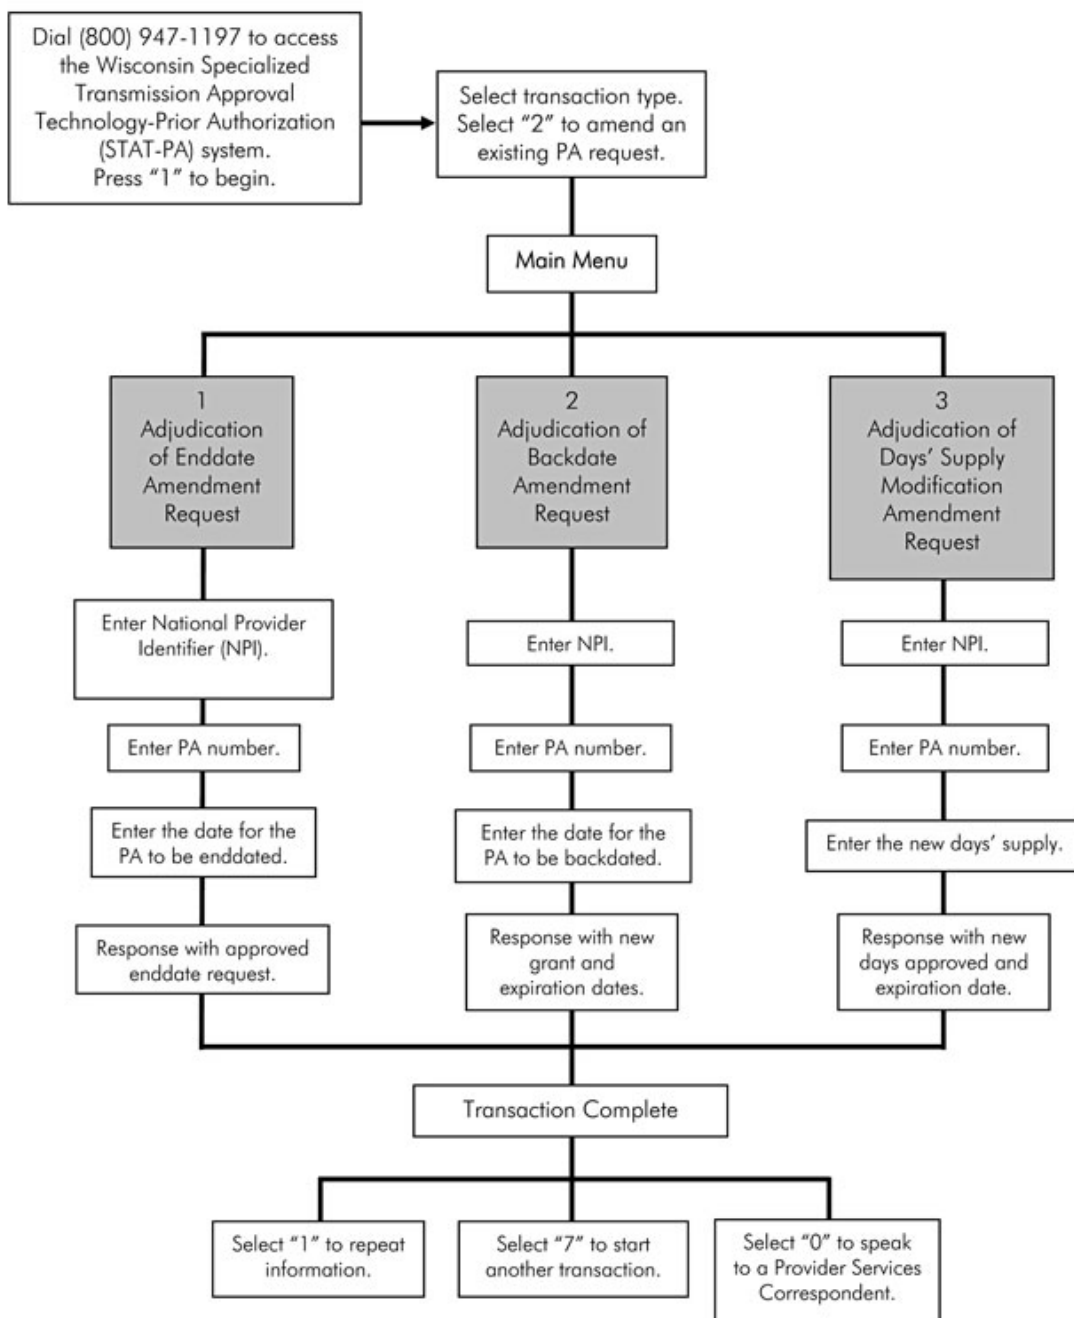 Dial (800) 947-1197 to access
the Wisconsin Specialized
Transmission Approval
Technology-Prior Authorization
(STAT-PA) system.
Press "1" to begin.
Select transaction type.
Select "2" to amend an
existing PA request.
Main Menu
1
Adjudication
of Enddate
Amendment
Request
Enter National Provider
Identifier (NPI).
Enter PA number.
Enter the date for the
PA to be enddated.
Response with approved
enddate request.
2
Adjudication of
Backdate
Amendment
Request
Enter NPI.
Enter PA number.
Enter the date for the
PA to be backdated.
Response with new
grant and
expiration dates.
3
Adjudication of
Days’ Supply
Modification
Amendment
Request
Enter NPI.
Enter PA number.
Enter the new days’ supply.
Response with new
days approved and
expiration date.
Transaction Complete
Select "1" to repeat
information.
Select "7" to start
another transaction.
Select "0" to speak
to a Provider Services
Correspondent.